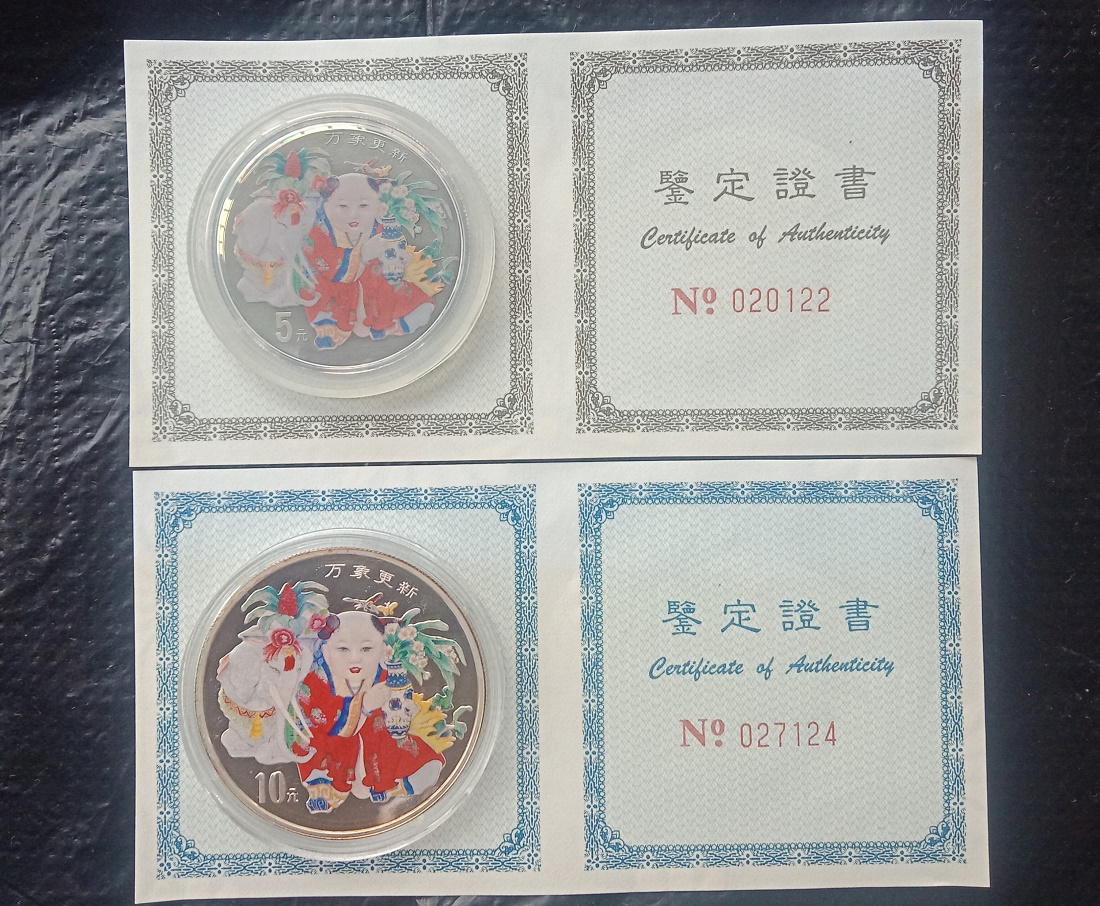 万象更新
5元
鑒定證書
Certificate of Authenticity
Nº 020122
万象更新
10元
鑒定證書
Certificate of Authenticity
Nº 027124